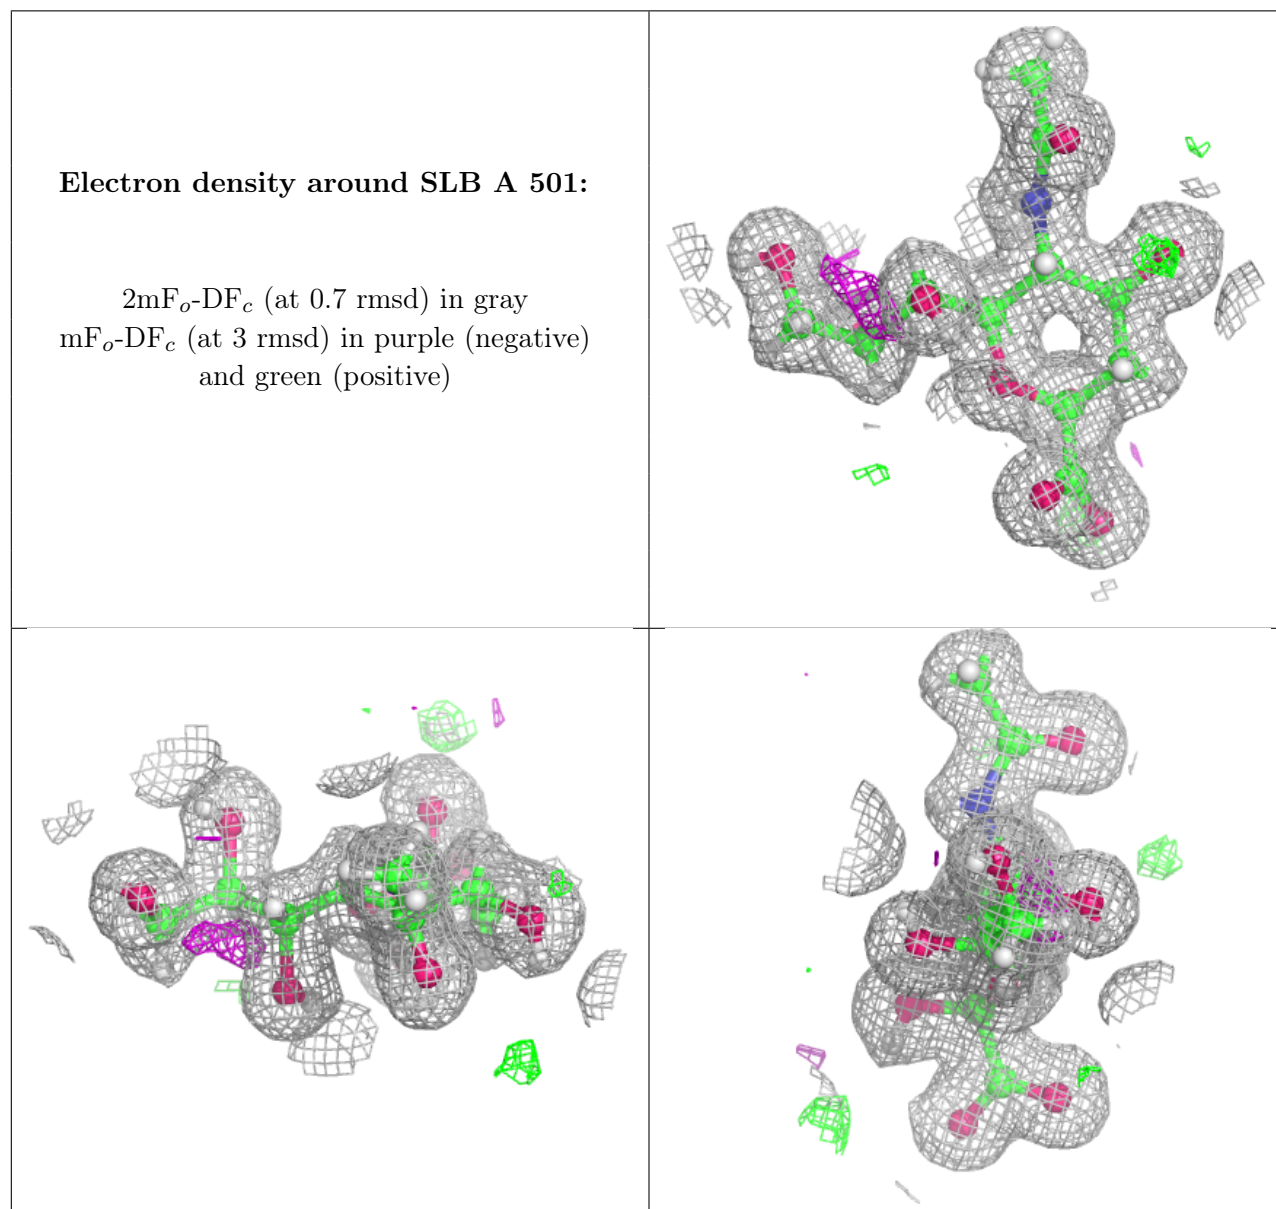 Electron density around SLB A 501:
2mFo-DFc (at 0.7 rmsd) in gray
mFo-DFc (at 3 rmsd) in purple (negative)
and green (positive)